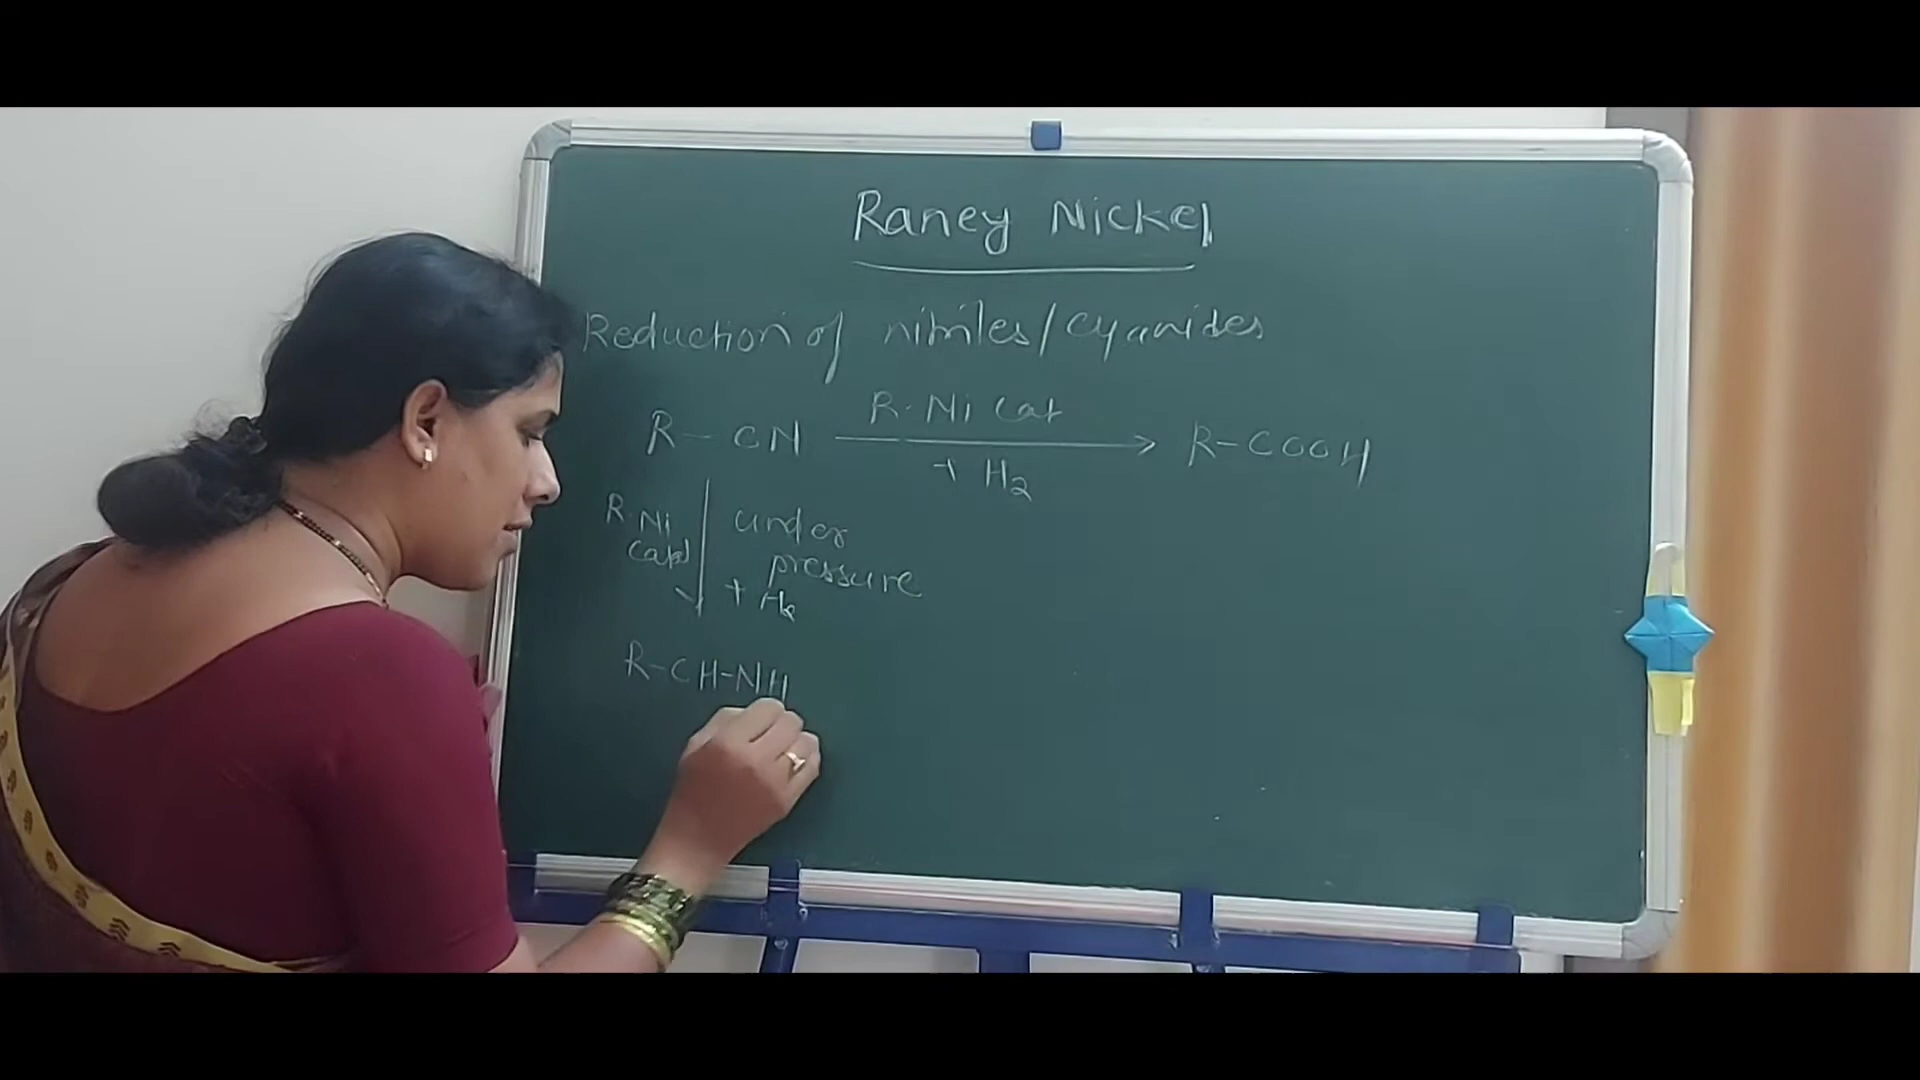 Raney Nickel
Reduction of nitriles/cyanides
R-CN R.Ni Cat + H2 R-COOH
R.Ni under
Cat pressure
+ H2
R-CH-NH